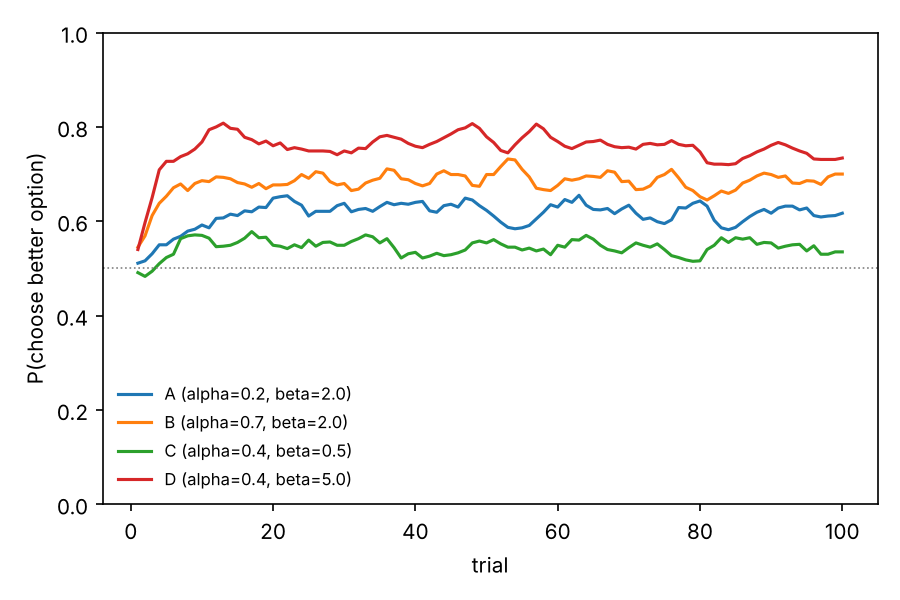 1.0
0.8
0.6
0.4
0.2
0.0
P(choose better option)
A (alpha=0.2, beta=2.0)
B (alpha=0.7, beta=2.0)
C (alpha=0.4, beta=0.5)
D (alpha=0.4, beta=5.0)
0 20 40 60 80 100
trial